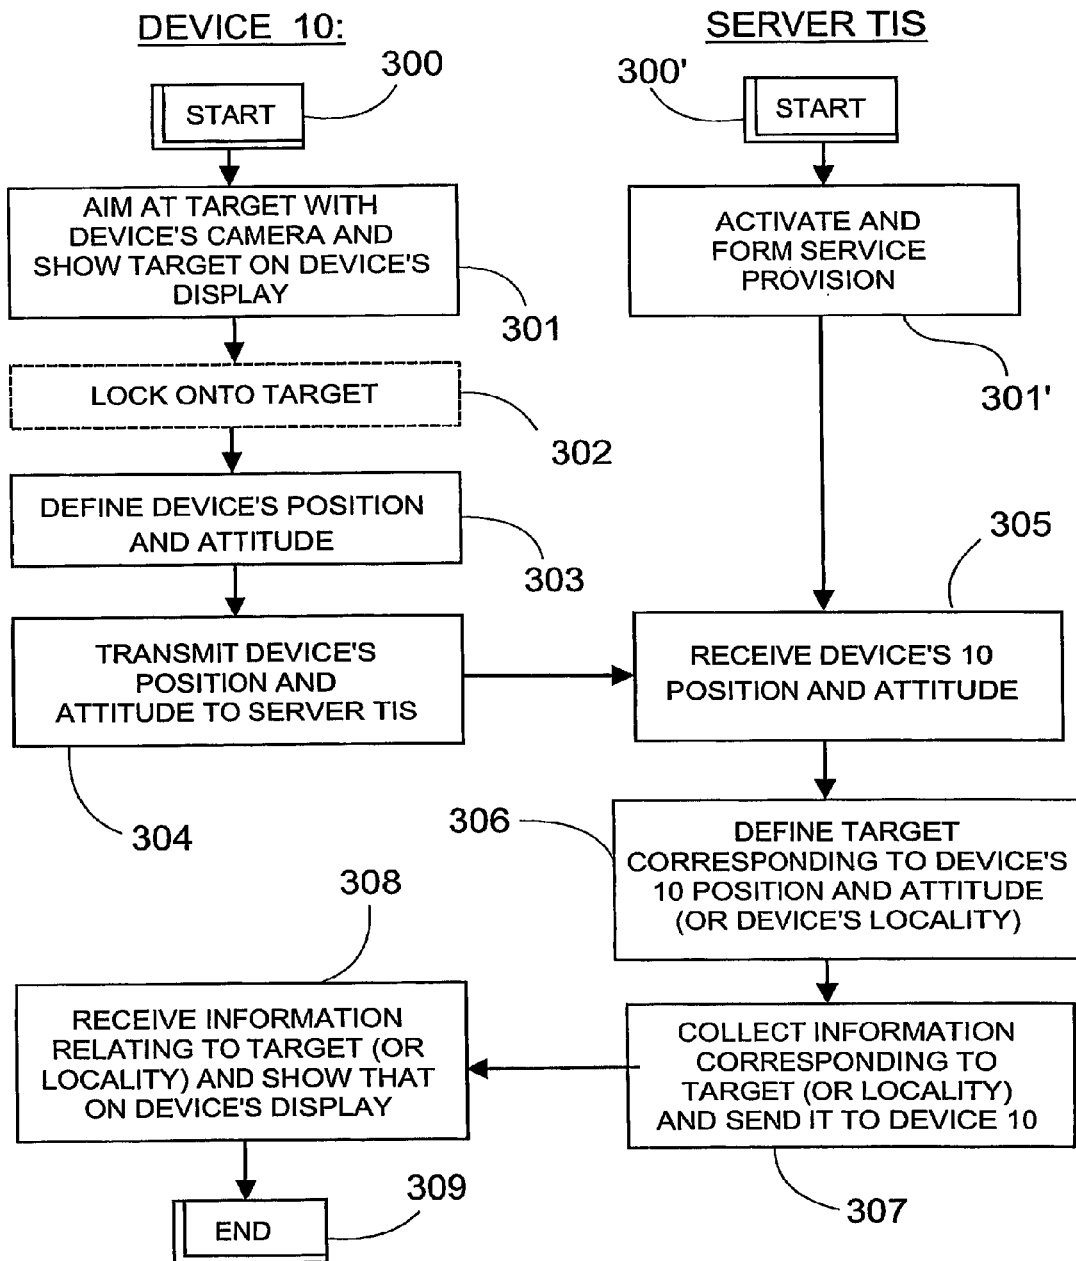 DEVICE 10:
SERVER TIS
300
300'
START
START
AIM AT TARGET WITH
DEVICE'S CAMERA AND
SHOW TARGET ON DEVICE'S
DISPLAY
ACTIVATE AND
FORM SERVICE
PROVISION
301
301'
LOCK ONTO TARGET
302
DEFINE DEVICE'S POSITION
AND ATTITUDE
303
305
TRANSMIT DEVICE'S
POSITION AND
ATTITUDE TO SERVER TIS
RECEIVE DEVICE'S 10
POSITION AND ATTITUDE
304
306
DEFINE TARGET
CORRESPONDING TO DEVICE'S
10 POSITION AND ATTITUDE
(OR DEVICE'S LOCALITY)
308
RECEIVE INFORMATION
RELATING TO TARGET (OR
LOCALITY) AND SHOW THAT
ON DEVICE'S DISPLAY
COLLECT INFORMATION
CORRESPONDING TO
TARGET (OR LOCALITY)
AND SEND IT TO DEVICE 10
309
307
END